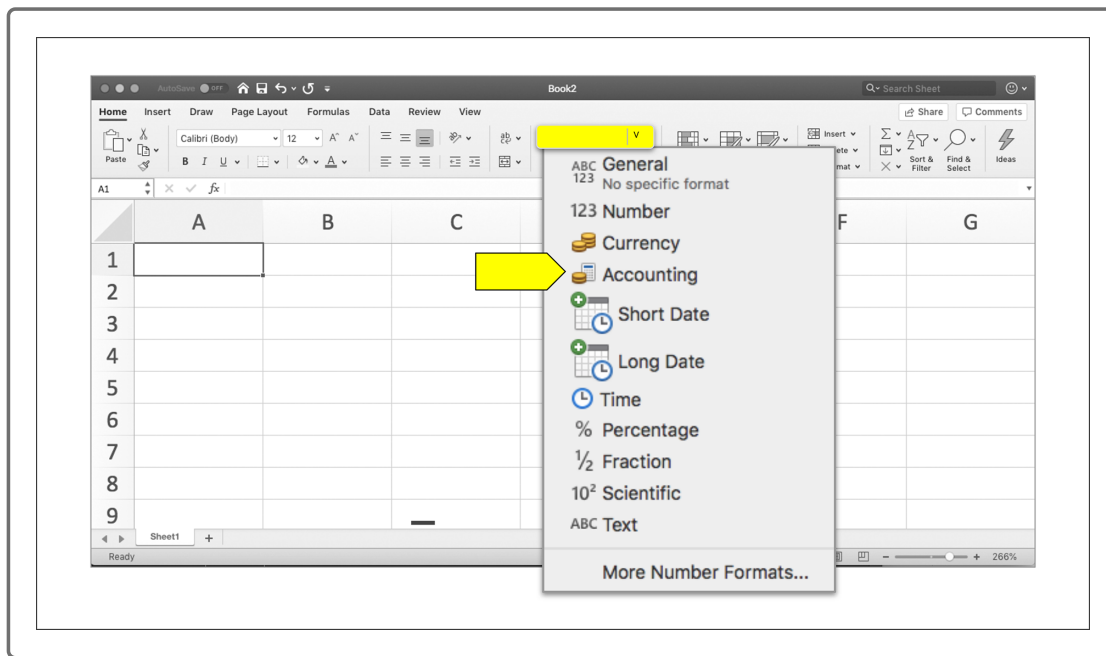 AutoSave OFF Book2 Search Sheet
Home Insert Draw Page Layout Formulas Data Review View Share Comments
Paste Calibri (Body) 12 A^ A˅ ab Insert Σ A Z
B I U A ete Sort & Filter Find & Select Ideas
mat
A1 fx
A B C F G
1
2
3
4
5
6
7
8
9
ABC 123 General
No specific format
123 Number
Currency
Accounting
Short Date
Long Date
Time
% Percentage
1/2 Fraction
10² Scientific
ABC Text
More Number Formats...
Sheet1 +
Ready - + 266%